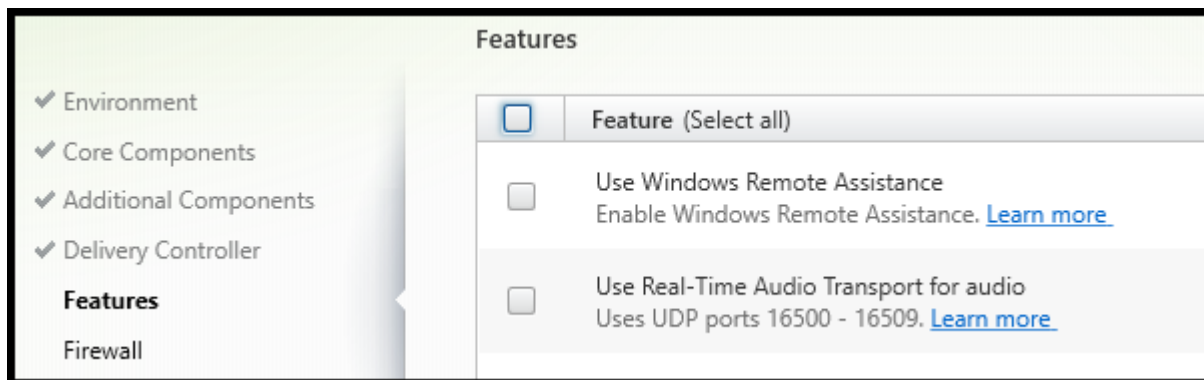 Features
Environment
Core Components
Additional Components
Delivery Controller
Features
Firewall
Feature (Select all)
Use Windows Remote Assistance
Enable Windows Remote Assistance. Learn more
Use Real-Time Audio Transport for audio
Uses UDP ports 16500 - 16509. Learn more